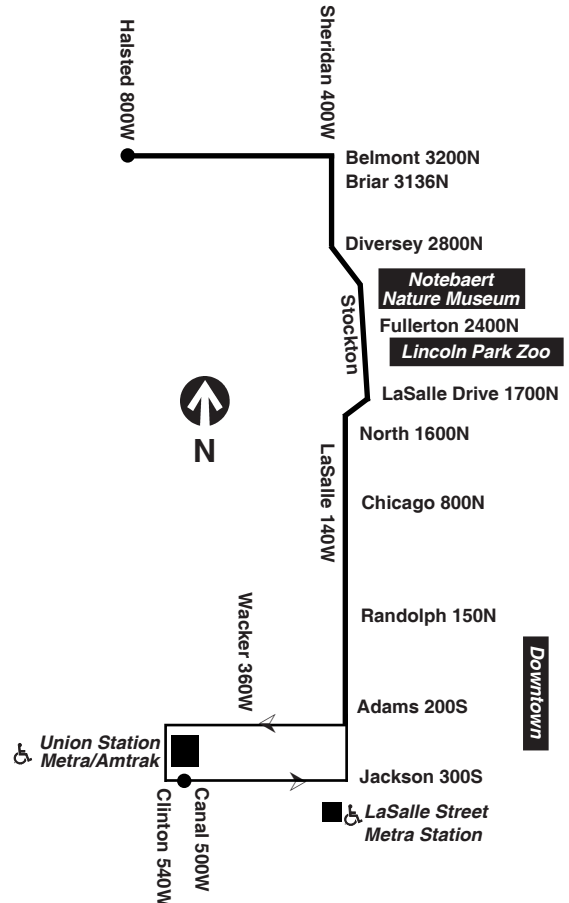 Halsted 800W
Sheridan 400W
Belmont 3200N
Briar 3136N
Diversey 2800N
Notebaert
Nature Museum
Stockton
Fullerton 2400N
Lincoln Park Zoo
LaSalle Drive 1700N
N
North 1600N
LaSalle 140W
Chicago 800N
Wacker 360W
Randolph 150N
Downtown
Adams 200S
Union Station
Metra/Amtrak
Jackson 300S
Clinton 540W
Canal 500W
LaSalle Street
Metra Station